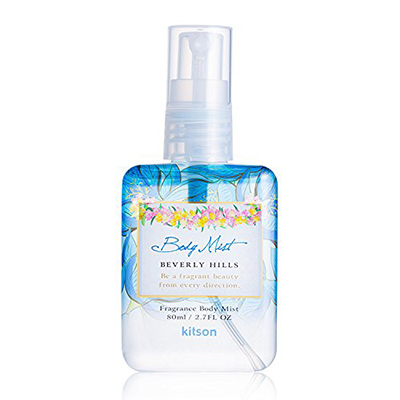 Body Mist
BEVERLY HILLS
Be a fragrant beauty
from every direction.
Fragrance Body Mist
80ml / 2.7FL OZ
kitson